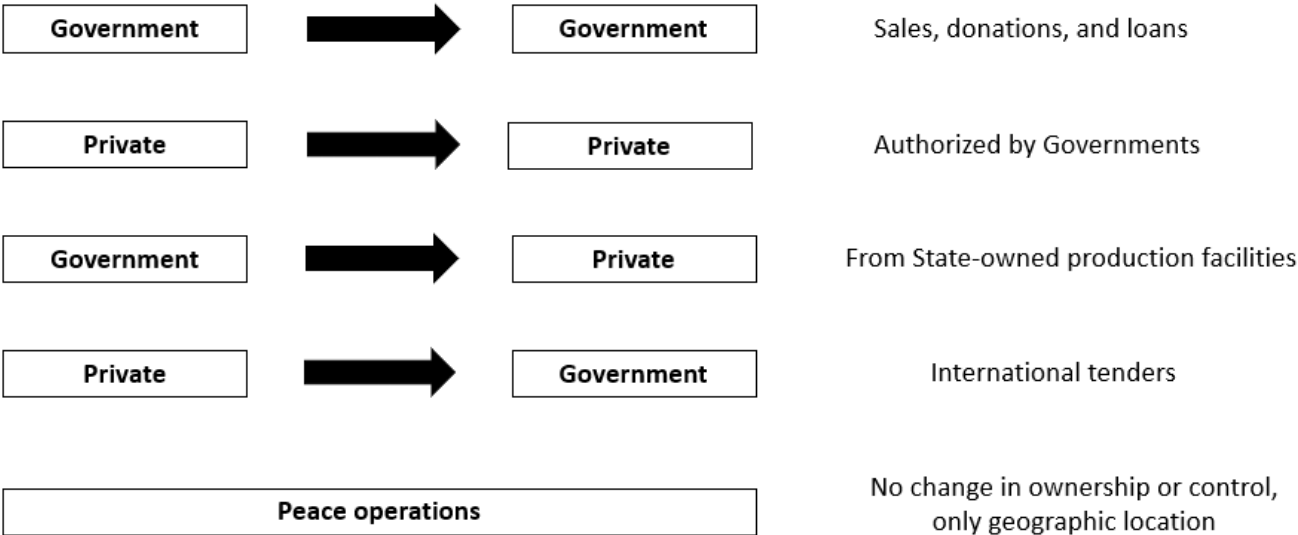 Government Government Sales, donations, and loans
Private Private Authorized by Governments
Government Private From State-owned production facilities
Private Government International tenders
Peace operations
No change in ownership or control,
only geographic location